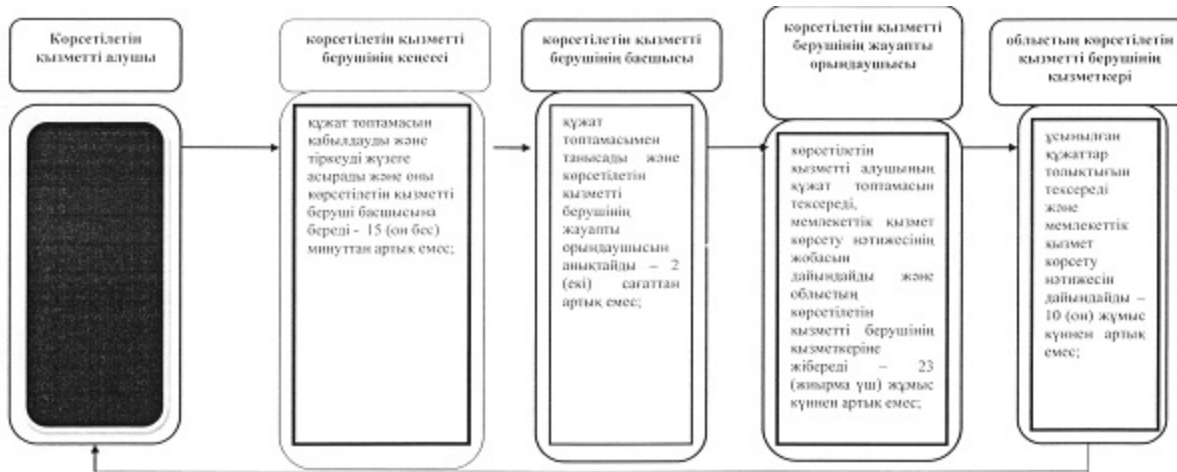 Көрсетілетін
қызметті алушы
көрсетілетін қызметті
берушінің кеңсесі
құжат топтамасын
қабылдауды және
тіркеуді жүзеге
асырады және оны
көрсетілетін қызметті
беруші басшысына
береді - 15 (он бес)
минуттан артық емес;
көрсетілетін қызметті
берушінің басшысы
құжат
топтамасымен
танысады және
көрсетілетін
қызметті
берушінің
жауапты
орындаушысын
анықтайды – 2
(екі) сағаттан
артық емес;
көрсетілетін қызметті
берушінің жауапты
орындаушысы
көрсетілетін
қызметті алушының
құжат топтамасын
тексереді,
мемлекеттік қызмет
көрсету нәтижесінің
жобасын
дайындайды және
облыстың
көрсетілетін
қызметті берушінің
қызметкеріне
жібереді – 23
(жиырма үш) жұмыс
күннен артық емес;
облыстың көрсетілетін
қызметті берушінің
қызметкері
ұсынылған
құжаттар
толықтығын
тексереді
және
мемлекеттік
қызмет
көрсету
нәтижесін
дайындайды –
10 (он) жұмыс
күннен артық
емес;